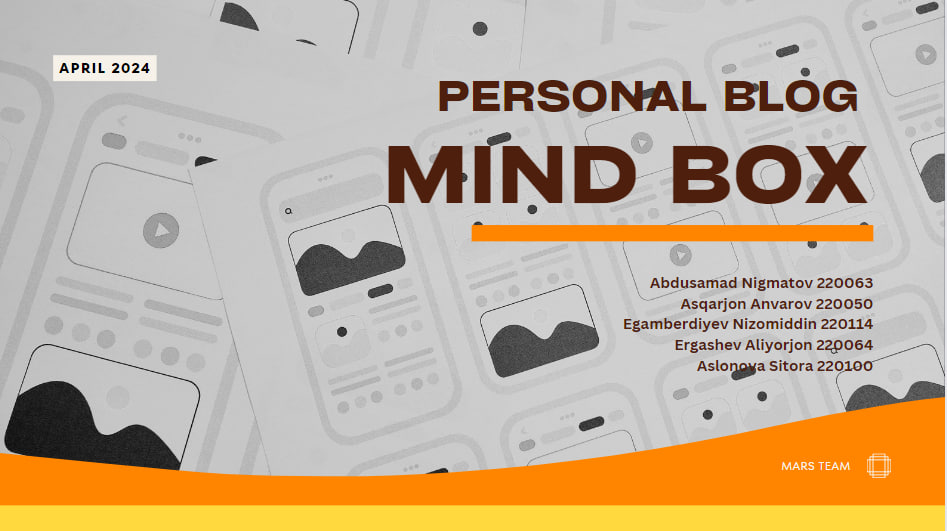 APRIL 2024
PERSONAL BLOG
MIND BOX
Abdusamad Nigmatov 220063
Asqarjon Anvarov 220050
Egamberdiyev Nizomiddin 220114
Ergashev Aliyorjon 220064
Aslonova Sitora 220100
MARS TEAM